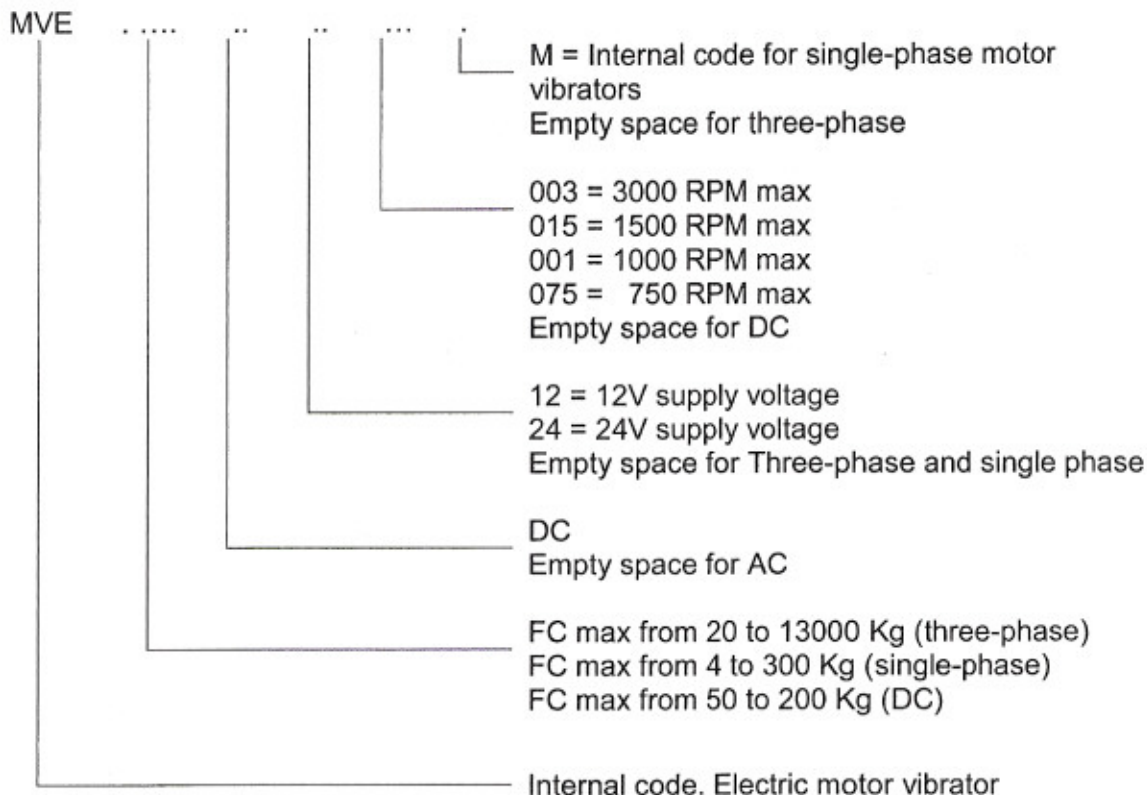 MVE . .... .. .. ... .
M = Internal code for single-phase motor
vibrators
Empty space for three-phase
003 = 3000 RPM max
015 = 1500 RPM max
001 = 1000 RPM max
075 = 750 RPM max
Empty space for DC
12 = 12V supply voltage
24 = 24V supply voltage
Empty space for Three-phase and single phase
DC
Empty space for AC
FC max from 20 to 13000 Kg (three-phase)
FC max from 4 to 300 Kg (single-phase)
FC max from 50 to 200 Kg (DC)
Internal code. Electric motor vibrator